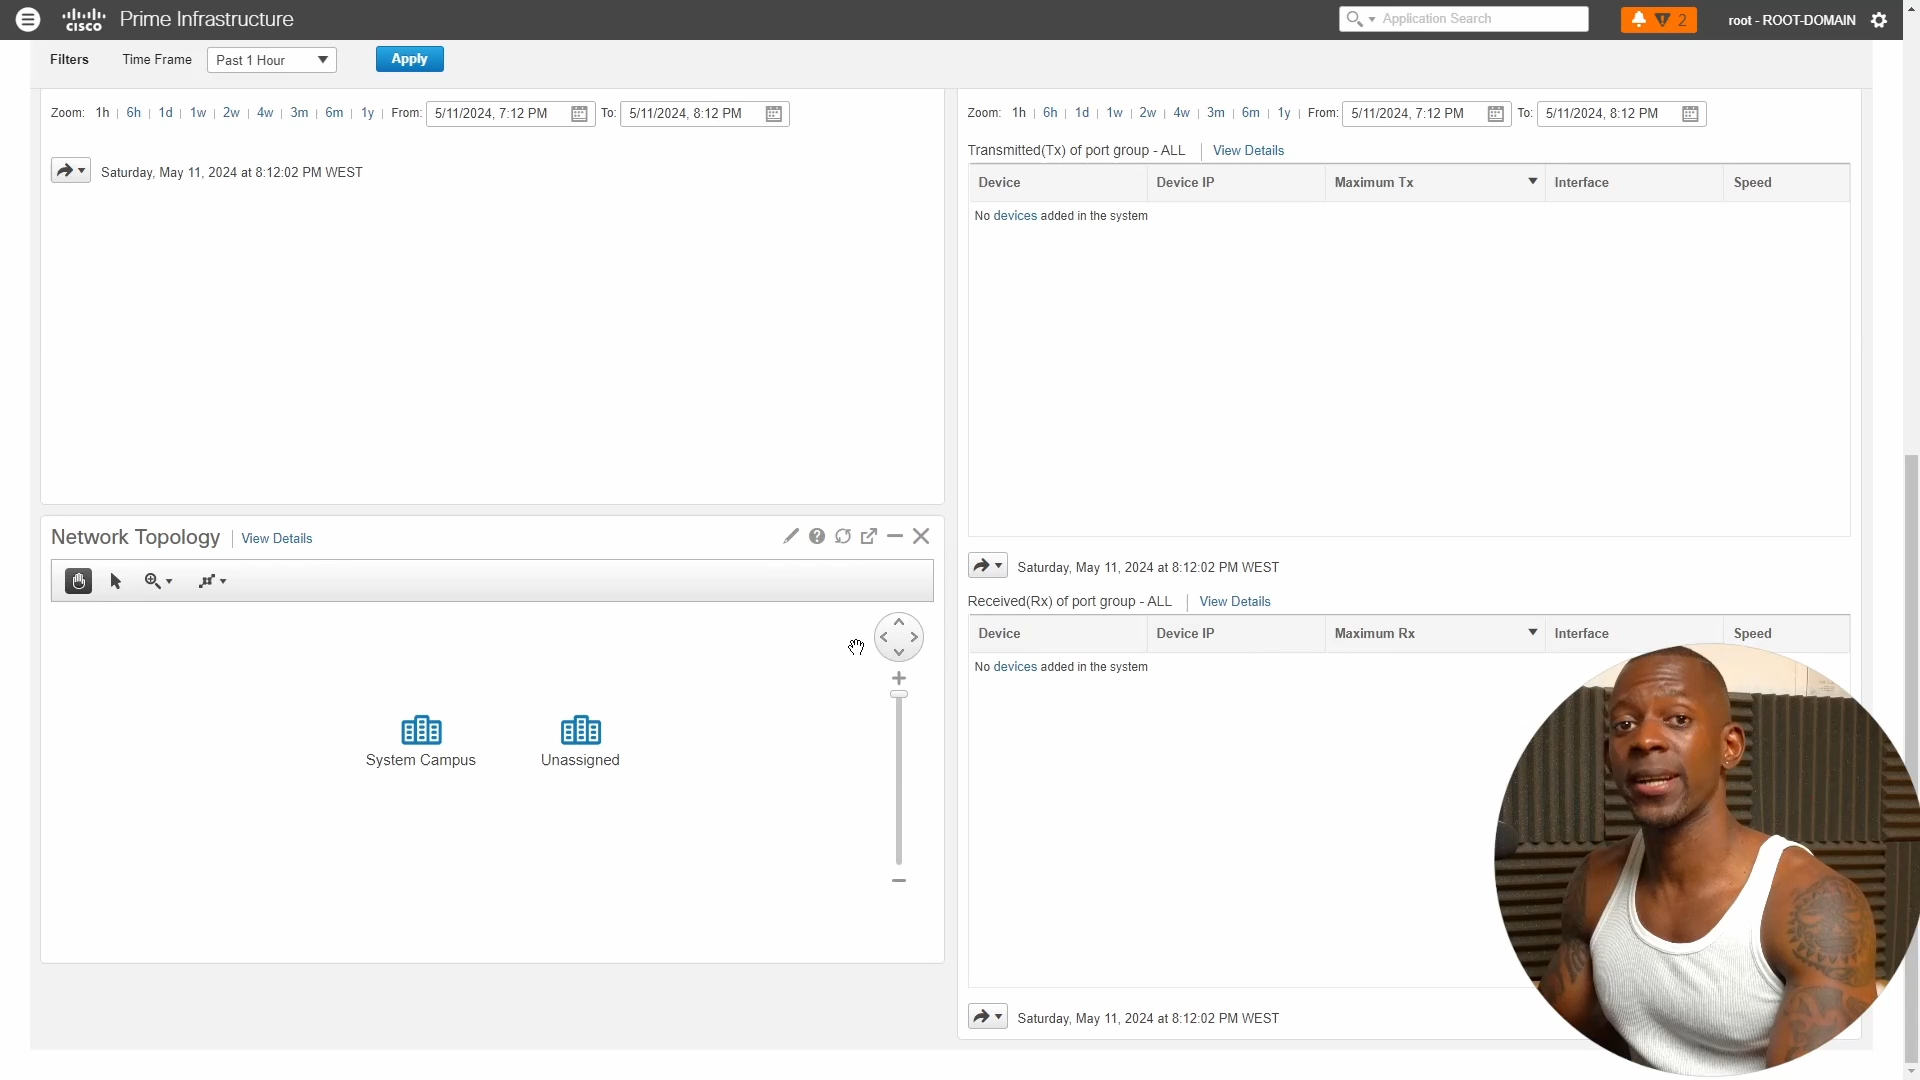 cisco Prime Infrastructure
Application Search
2
root - ROOT-DOMAIN
Filters Time Frame Past 1 Hour Apply
Zoom: 1h | 6h | 1d | 1w | 2w | 4w | 3m | 6m | 1y | From: 5/11/2024, 7:12 PM To: 5/11/2024, 8:12 PM
Saturday, May 11, 2024 at 8:12:02 PM WEST
Network Topology | View Details
System Campus
Unassigned
Zoom: 1h | 6h | 1d | 1w | 2w | 4w | 3m | 6m | 1y | From: 5/11/2024, 7:12 PM To: 5/11/2024, 8:12 PM
Transmitted(Tx) of port group - ALL | View Details
Device Device IP Maximum Tx Interface Speed
No devices added in the system
Saturday, May 11, 2024 at 8:12:02 PM WEST
Received(Rx) of port group - ALL | View Details
Device Device IP Maximum Rx Interface Speed
No devices added in the system
Saturday, May 11, 2024 at 8:12:02 PM WEST